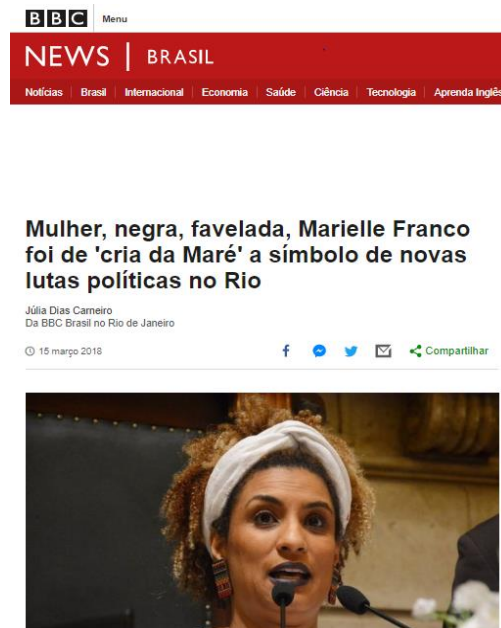 BBC Menu
NEWS | BRASIL
Notícias Brasil Internacional Economia Saúde Ciência Tecnologia Aprenda Inglês
Mulher, negra, favelada, Marielle Franco
foi de 'cria da Maré' a símbolo de novas
lutas políticas no Rio
Júlia Dias Carneiro
Da BBC Brasil no Rio de Janeiro
15 março 2018
Compartilhar